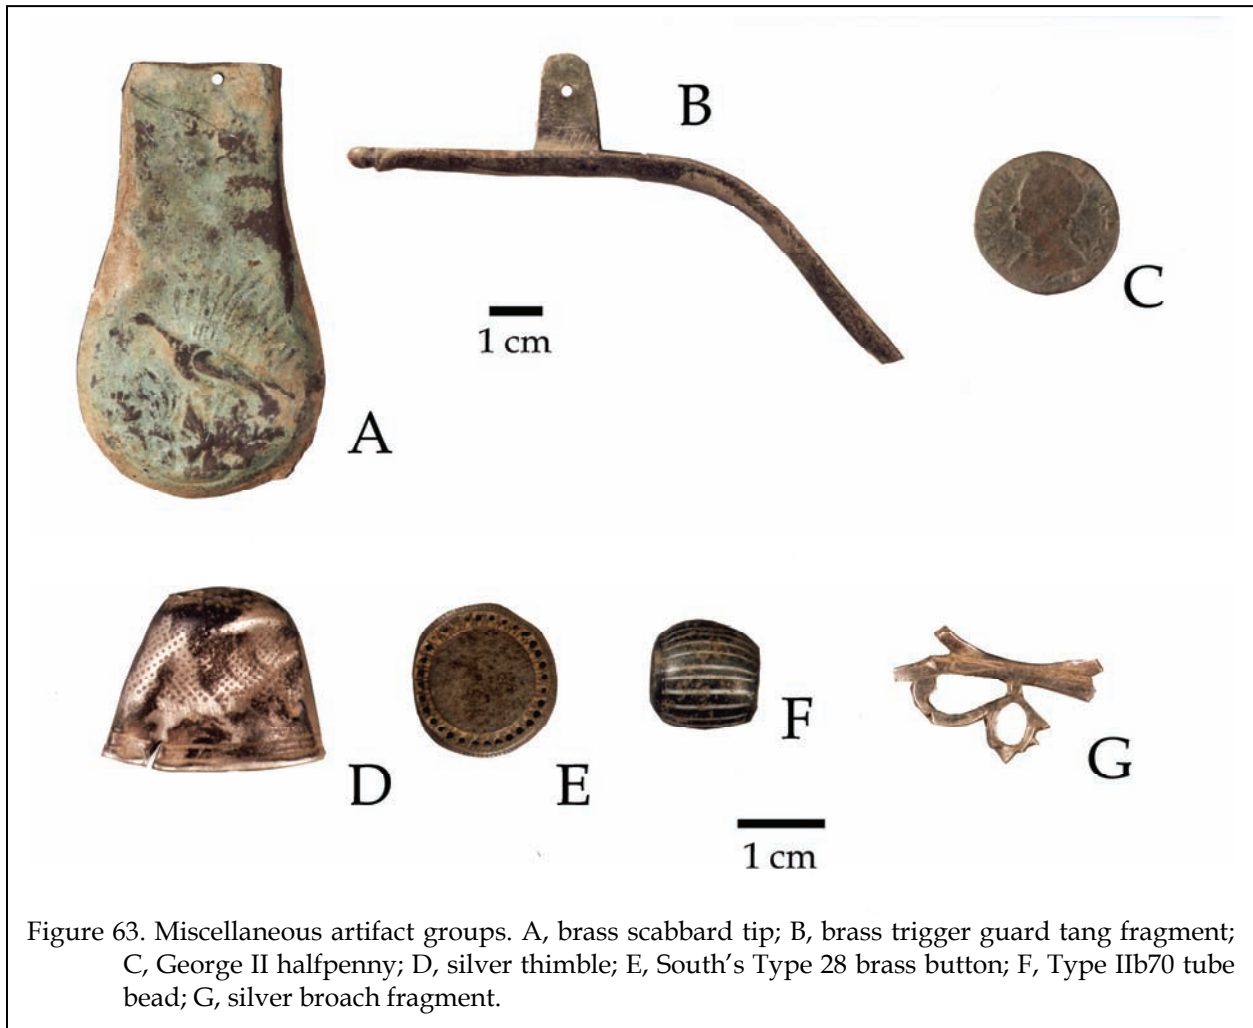 B
C
1 cm
A
D
E
F
G
1 cm
Figure 63. Miscellaneous artifact groups. A, brass scabbard tip; B, brass trigger guard tang fragment;
C, George II halfpenny; D, silver thimble; E, South's Type 28 brass button; F, Type IIb70 tube
bead; G, silver broach fragment.